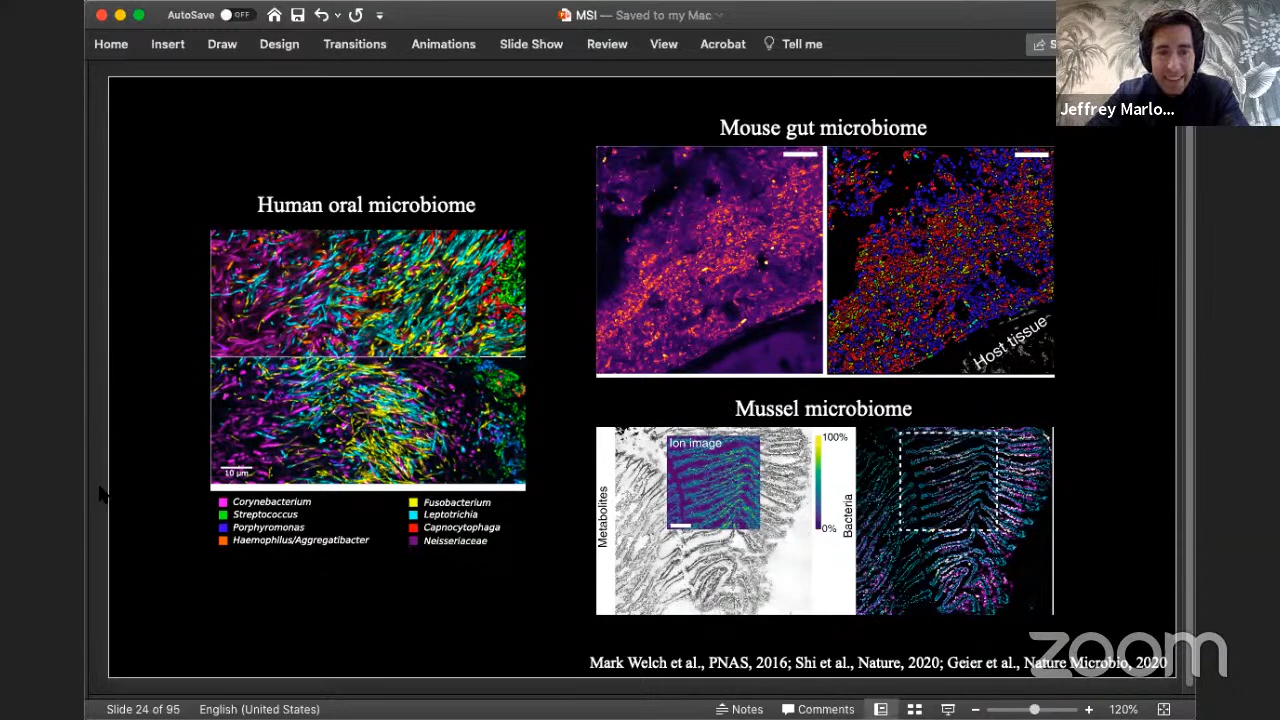 AutoSave OFF
MSI — Saved to my Mac
Home Insert Draw Design Transitions Animations Slide Show Review View Acrobat Tell me
Jeffrey Marlo...
Human oral microbiome
10 µm
Corynebacterium
Streptococcus
Porphyromonas
Haemophilus/Aggregatibacter
Fusobacterium
Leptotrichia
Capnocytophaga
Neisseriaceae
Mouse gut microbiome
Host tissue
Mussel microbiome
Metabolites
Ion image
100%
0%
Bacteria
Mark Welch et al., PNAS, 2016; Shi et al., Nature, 2020; Geier et al., Nature Microbio, 2020
zoom
Slide 24 of 95 English (United States) Notes Comments 120%